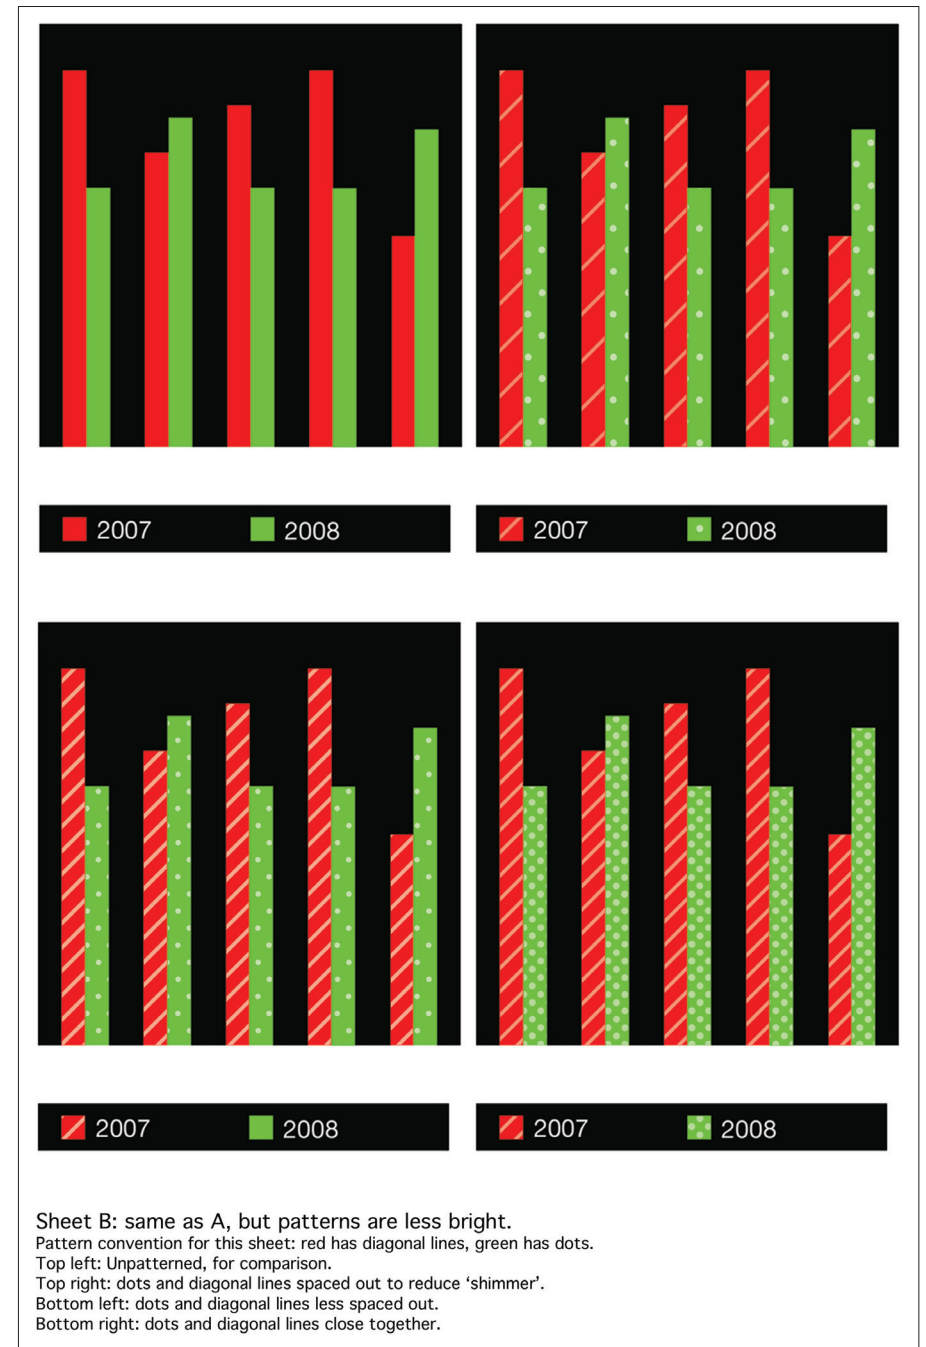 2007 2008
2007 2008
2007 2008
2007 2008
Sheet B: same as A, but patterns are less bright.
Pattern convention for this sheet: red has diagonal lines, green has dots.
Top left: Unpatterned, for comparison.
Top right: dots and diagonal lines spaced out to reduce ‘shimmer’.
Bottom left: dots and diagonal lines less spaced out.
Bottom right: dots and diagonal lines close together.